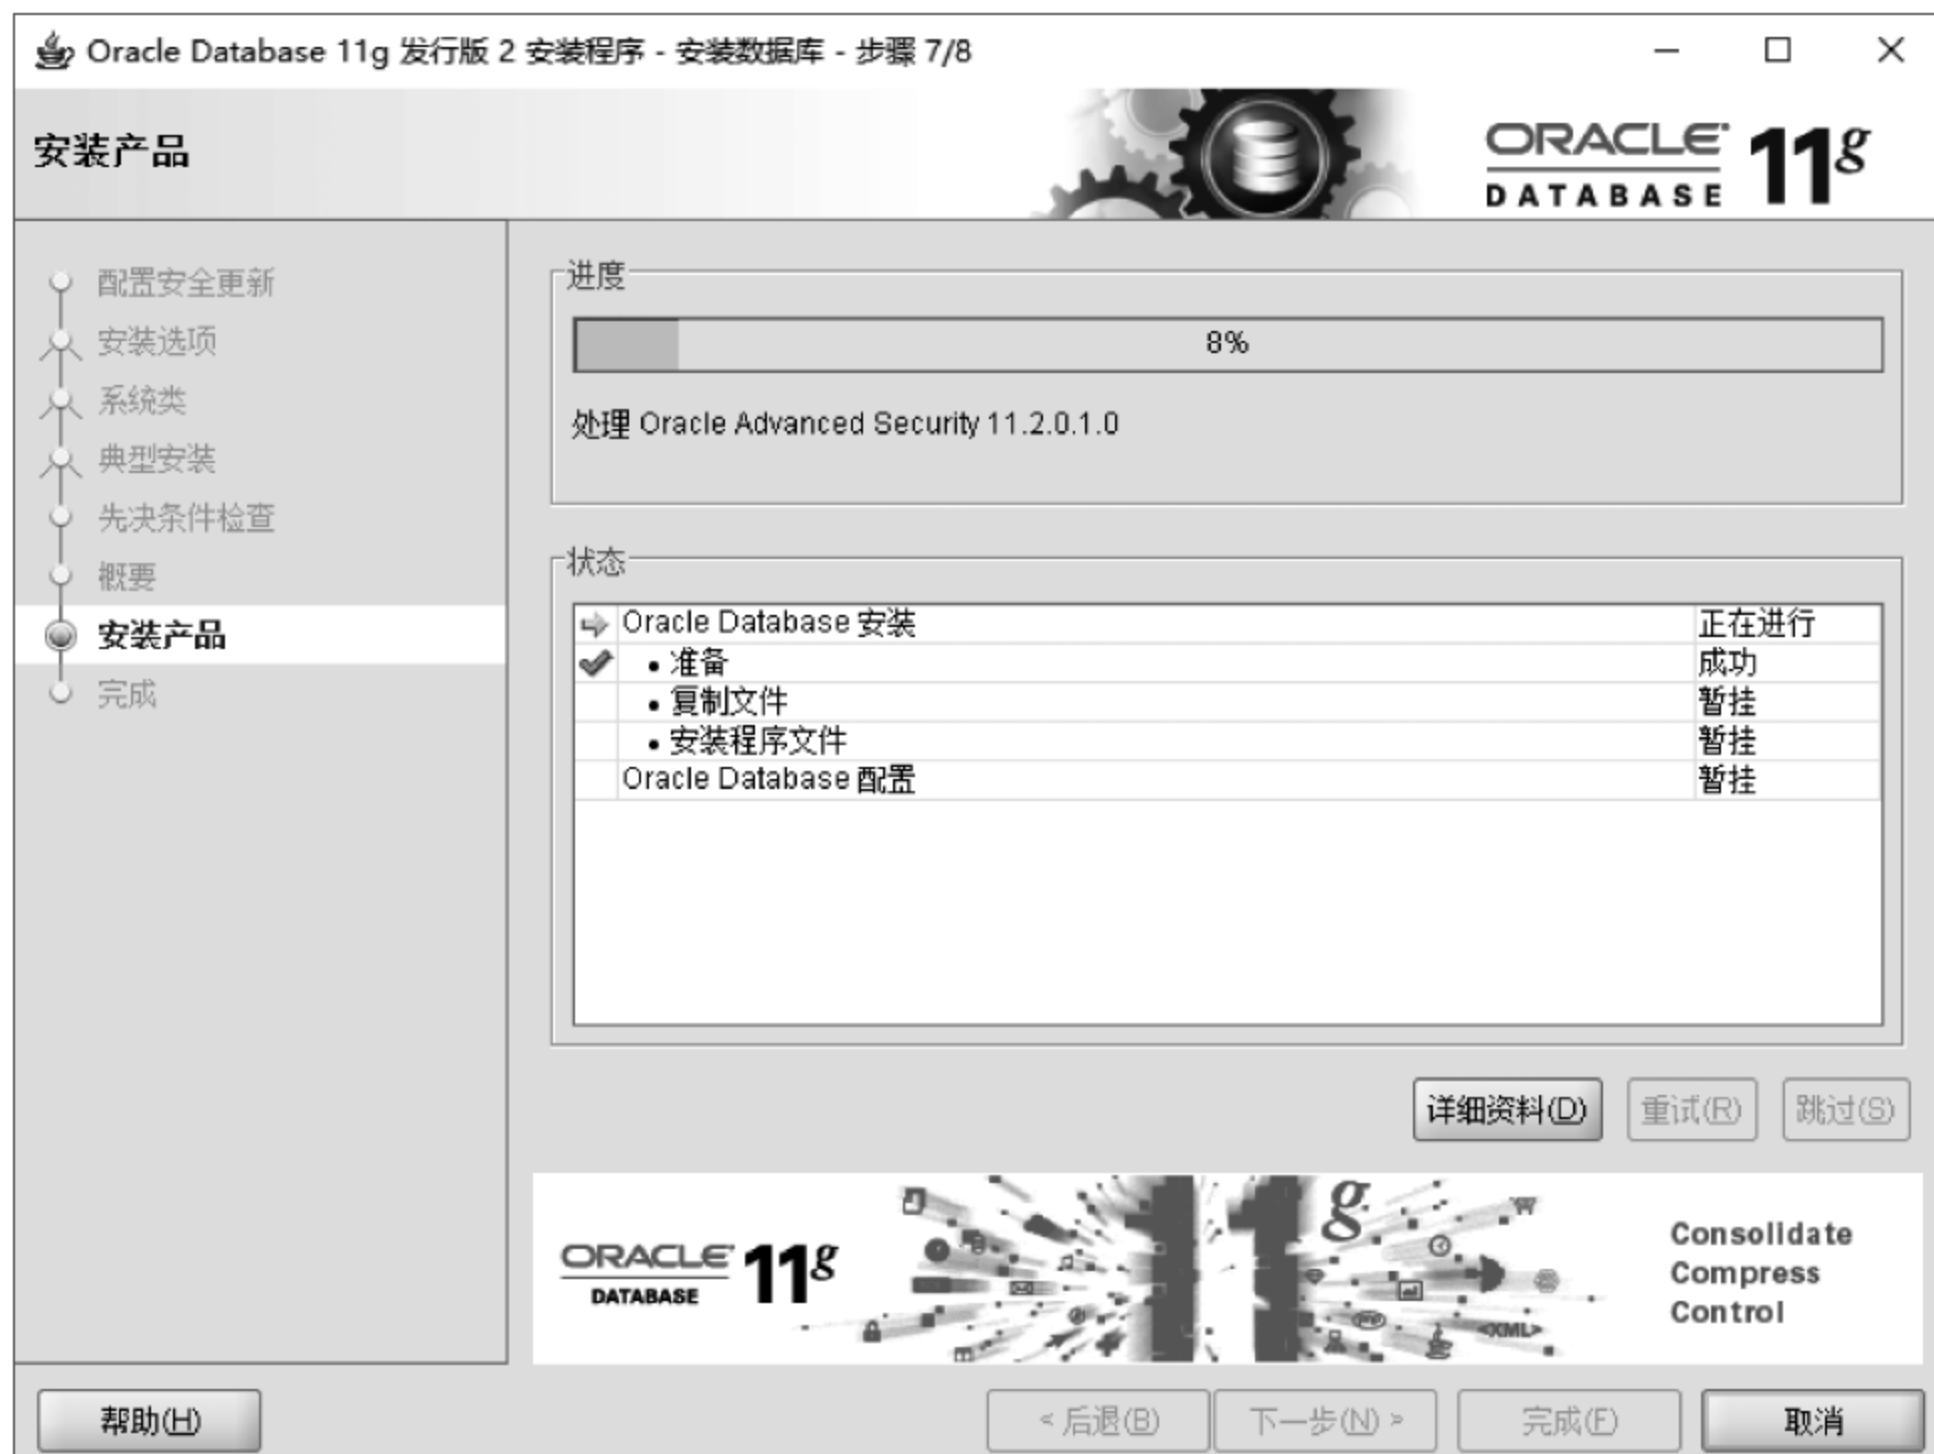 Oracle Database 11g 发行版 2 安装程序 - 安装数据库 - 步骤 7/8
安装产品
ORACLE DATABASE 11g
配置安全更新
安装选项
系统类
典型安装
先决条件检查
概要
安装产品
完成
进度
8%
处理 Oracle Advanced Security 11.2.0.1.0
状态
Oracle Database 安装 正在进行
• 准备 成功
• 复制文件 暂挂
• 安装程序文件 暂挂
Oracle Database 配置 暂挂
详细资料(D) 重试(R) 跳过(S)
ORACLE DATABASE 11g
11g
<XML>
php
Consolidate
Compress
Control
帮助(H) < 后退(B) 下一步(N) > 完成(F) 取消